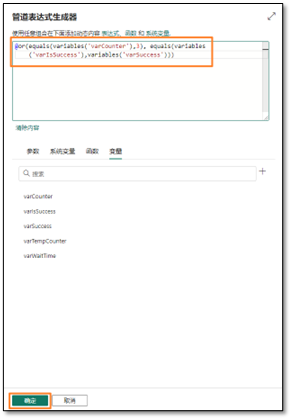 管道表达式生成器
使用任意组合在下面添加动态内容 表达式、函数 和 系统变量.
@or(equals(variables('varCounter'),3), equals(variables
('varIsSuccess'),variables('varSuccess')))
清除内容
参数 系统变量 函数 变量
搜索
varCounter
varIsSuccess
varSuccess
varTempCounter
varWaitTime
确定 取消